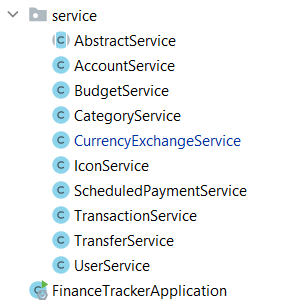 service
AbstractService
AccountService
BudgetService
CategoryService
CurrencyExchangeService
IconService
ScheduledPaymentService
TransactionService
TransferService
UserService
FinanceTrackerApplication